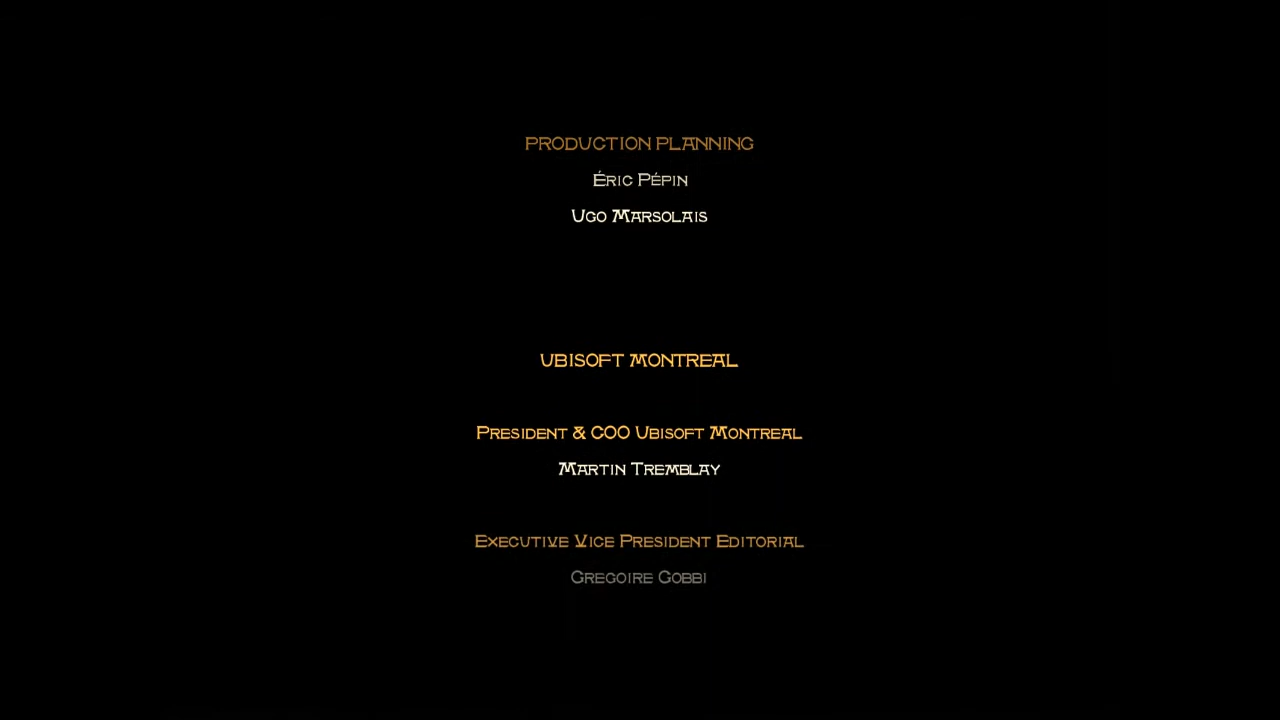 PRODUCTION PLANNING
Éric Pépin
Ugo Marsolais
UBISOFT MONTREAL
President & COO Ubisoft Montreal
Martin Tremblay
Executive Vice President Editorial
Gregoire Gobbi